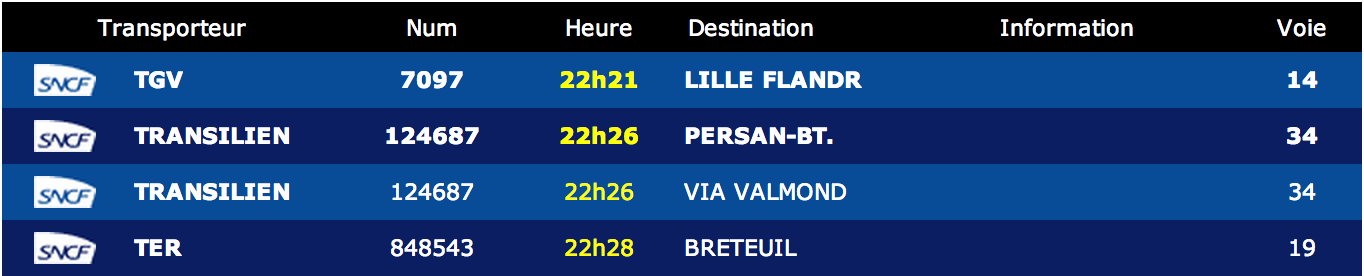 Transporteur Num Heure Destination Information Voie
SNCF TGV 7097 22h21 LILLE FLANDR 14
SNCF TRANSILIEN 124687 22h26 PERSAN-BT. 34
SNCF TRANSILIEN 124687 22h26 VIA VALMOND 34
SNCF TER 848543 22h28 BRETEUIL 19